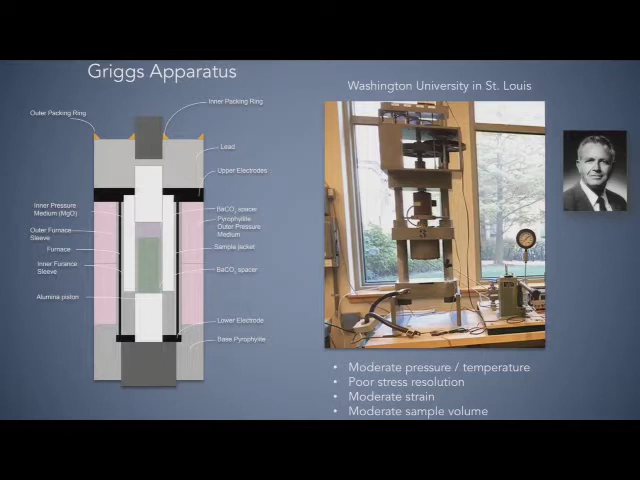 Griggs Apparatus
Outer Packing Ring
Inner Packing Ring
Lead
Upper Electrodes
Inner Pressure
Medium (MgO)
Outer Furnace
Sleeve
Furnace
Inner Furance
Sleeve
Alumina piston
BaCO3 spacer
Pyrophyllite
Outer Pressure
Medium
Sample jacket
BaCO3 spacer
Lower Electrode
Base Pyrophylite
Washington University in St. Louis
• Moderate pressure / temperature
• Poor stress resolution
• Moderate strain
• Moderate sample volume